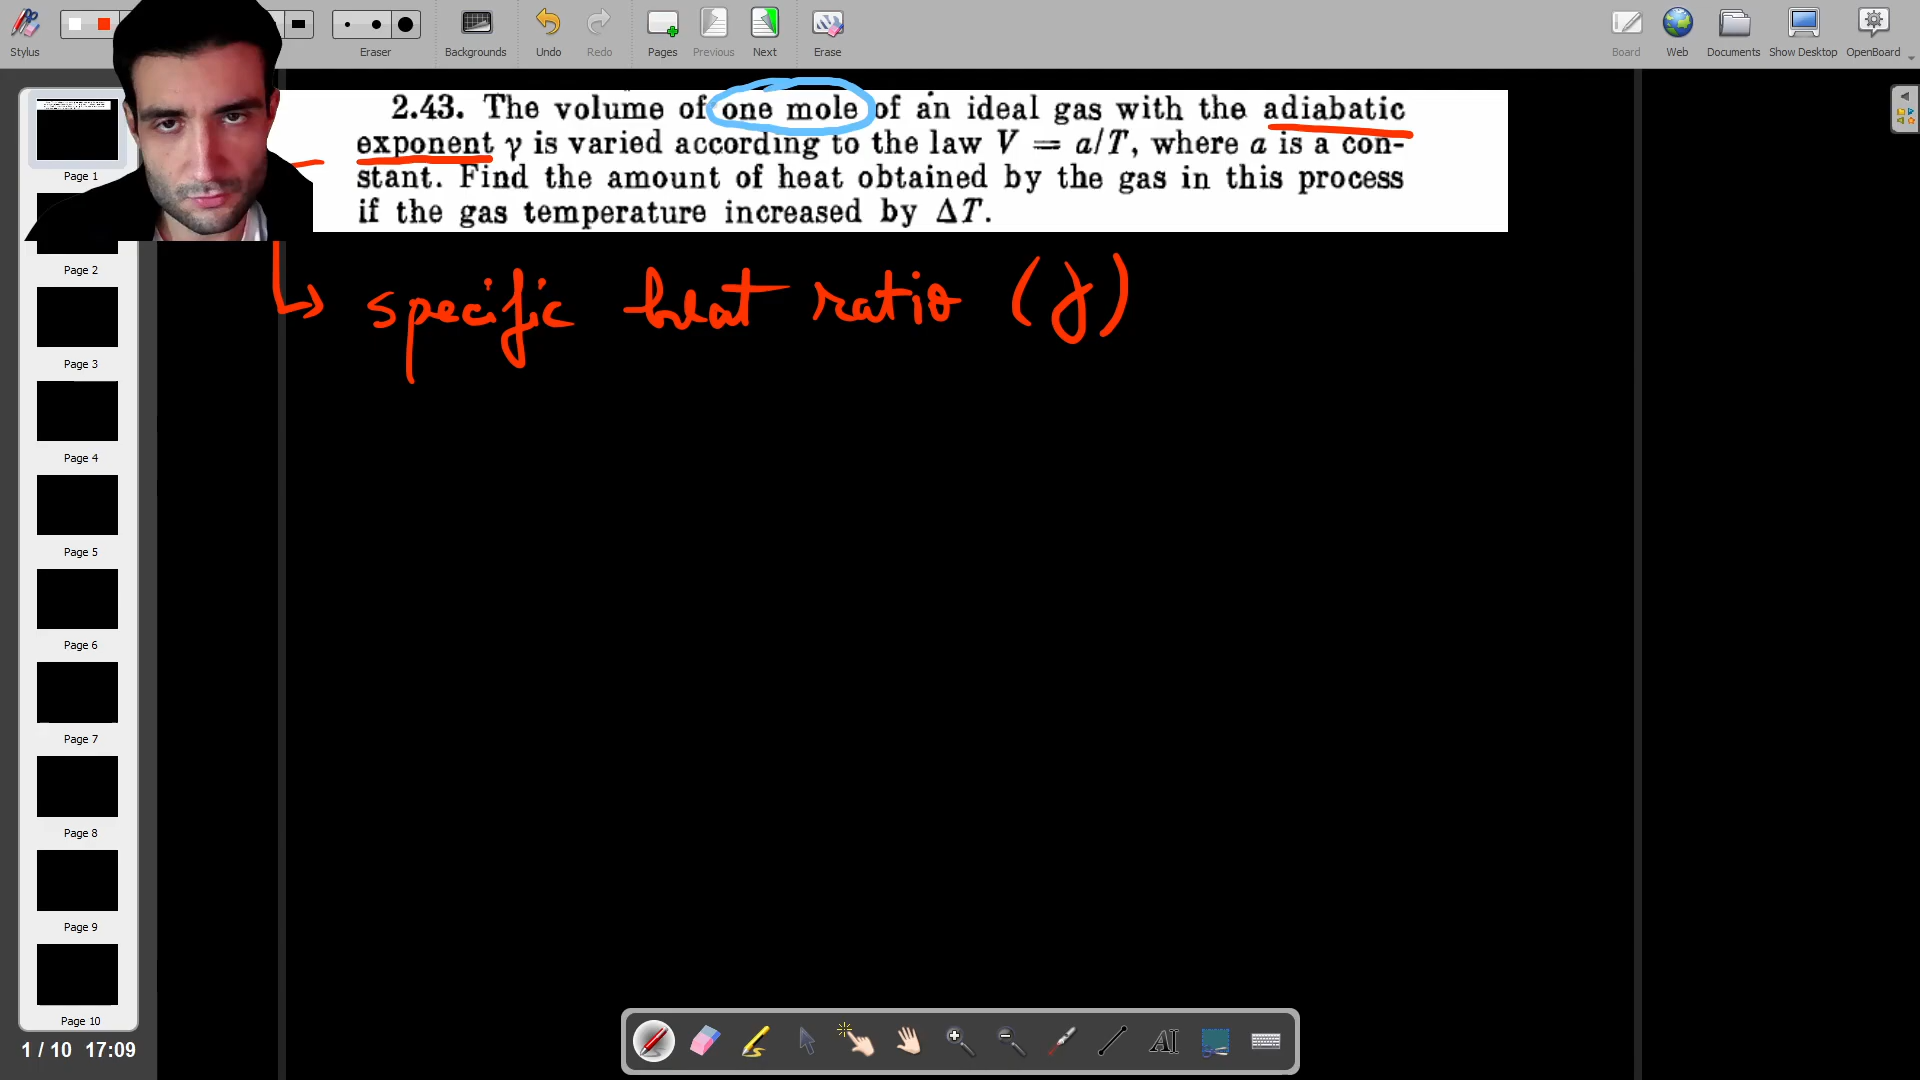 Stylus
Eraser
Backgrounds
Undo
Redo
Pages
Previous
Next
Erase
Board
Web
Documents
Show Desktop
OpenBoard
2.43. The volume of one mole of an ideal gas with the adiabatic
exponent γ is varied according to the law V = a/T, where a is a con-
stant. Find the amount of heat obtained by the gas in this process
if the gas temperature increased by ΔT.
specific heat ratio (γ)
Page 1
Page 2
Page 3
Page 4
Page 5
Page 6
Page 7
Page 8
Page 9
Page 10
1 / 10 17:09
AI